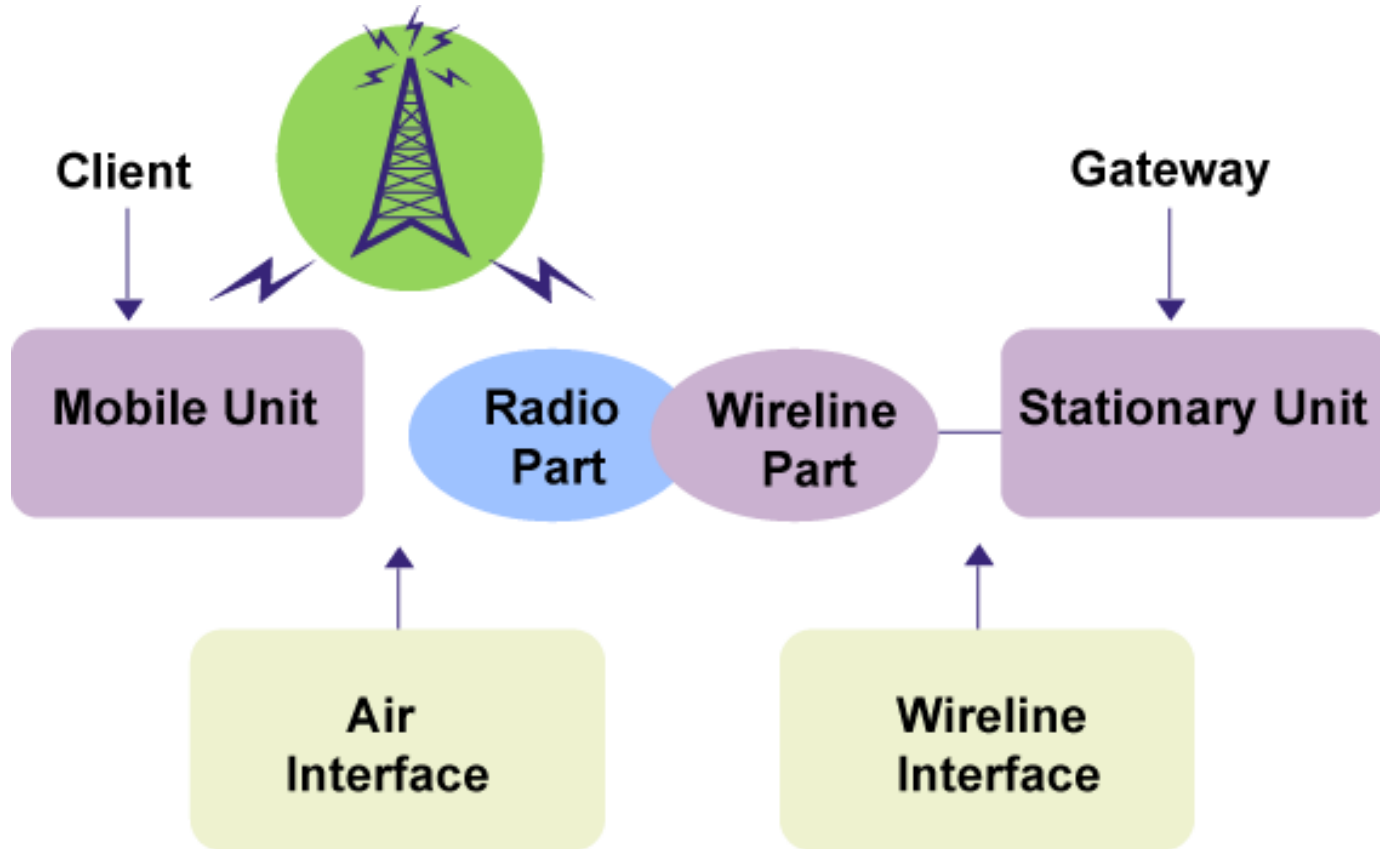 Client
Gateway
Mobile Unit
Radio
Part
Wireline
Part
Stationary Unit
Air
Interface
Wireline
Interface